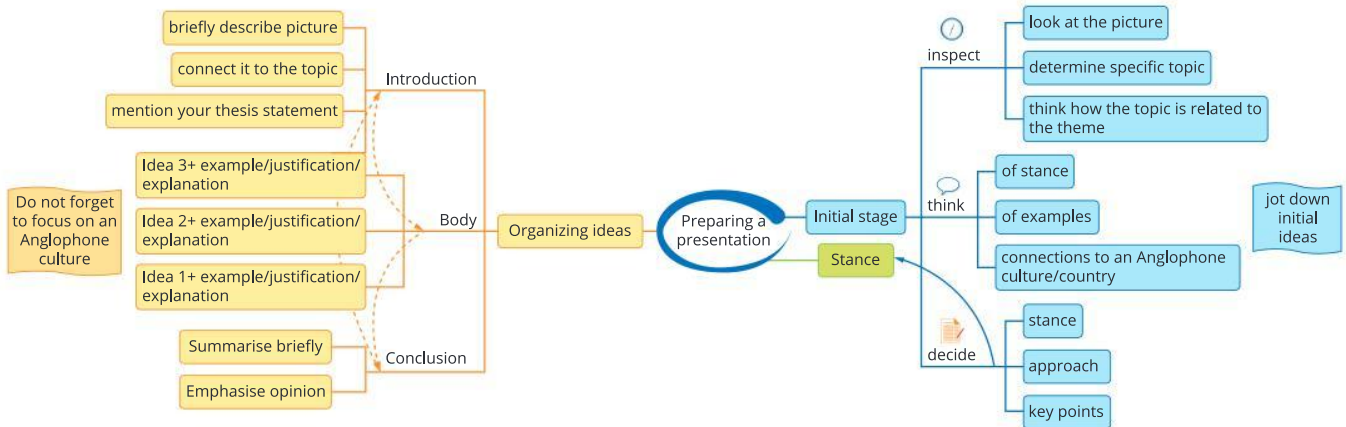 briefly describe picture
connect it to the topic
mention your thesis statement
Introduction
Idea 3+ example/justification/
explanation
Idea 2+ example/justification/
explanation
Idea 1+ example/justification/
explanation
Body
Do not forget
to focus on an
Anglophone
culture
Summarise briefly
Emphasise opinion
Conclusion
Organizing ideas
Preparing a
presentation
Initial stage
Stance
inspect
look at the picture
determine specific topic
think how the topic is related to
the theme
think
of stance
of examples
connections to an Anglophone
culture/country
jot down
initial
ideas
decide
stance
approach
key points